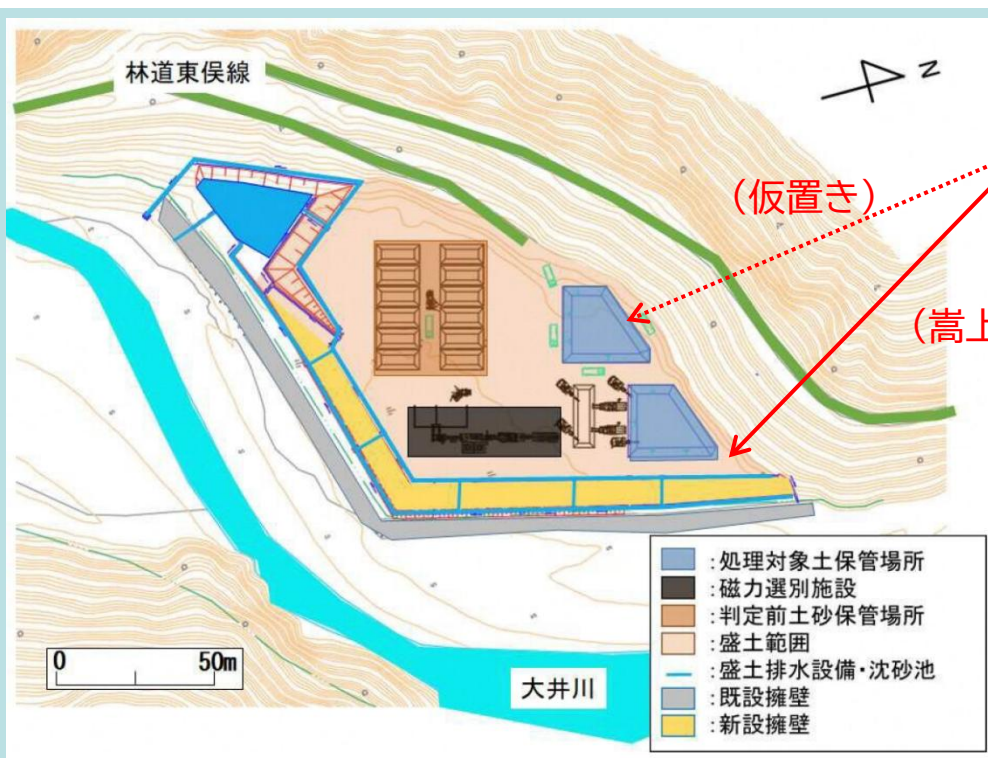 林道東俣線
N
（仮置き）
（嵩上
0 50m
大井川
：処理対象土保管場所
：磁力選別施設
：判定前土砂保管場所
：盛土範囲
：盛土排水設備・沈砂池
：既設擁壁
：新設擁壁